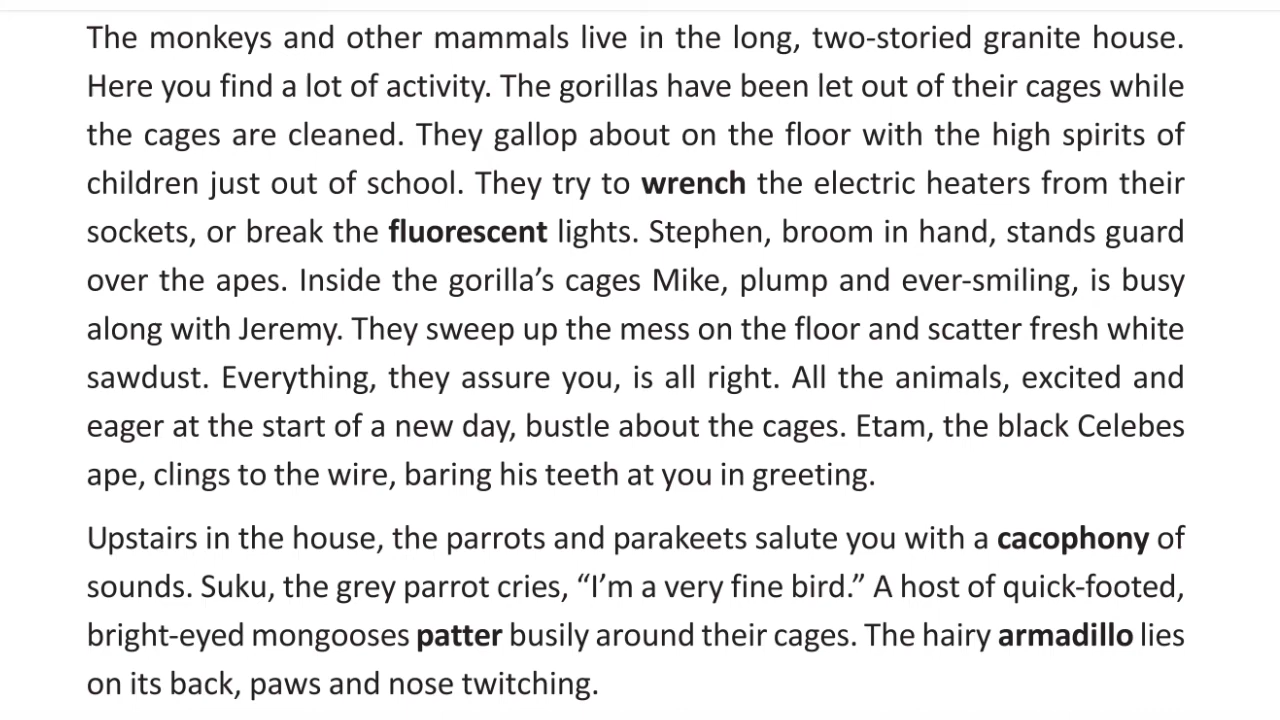 The monkeys and other mammals live in the long, two-storied granite house.
Here you find a lot of activity. The gorillas have been let out of their cages while
the cages are cleaned. They gallop about on the floor with the high spirits of
children just out of school. They try to wrench the electric heaters from their
sockets, or break the fluorescent lights. Stephen, broom in hand, stands guard
over the apes. Inside the gorilla’s cages Mike, plump and ever-smiling, is busy
along with Jeremy. They sweep up the mess on the floor and scatter fresh white
sawdust. Everything, they assure you, is all right. All the animals, excited and
eager at the start of a new day, bustle about the cages. Etam, the black Celebes
ape, clings to the wire, baring his teeth at you in greeting.
Upstairs in the house, the parrots and parakeets salute you with a cacophony of
sounds. Suku, the grey parrot cries, “I’m a very fine bird.” A host of quick-footed,
bright-eyed mongooses patter busily around their cages. The hairy armadillo lies
on its back, paws and nose twitching.